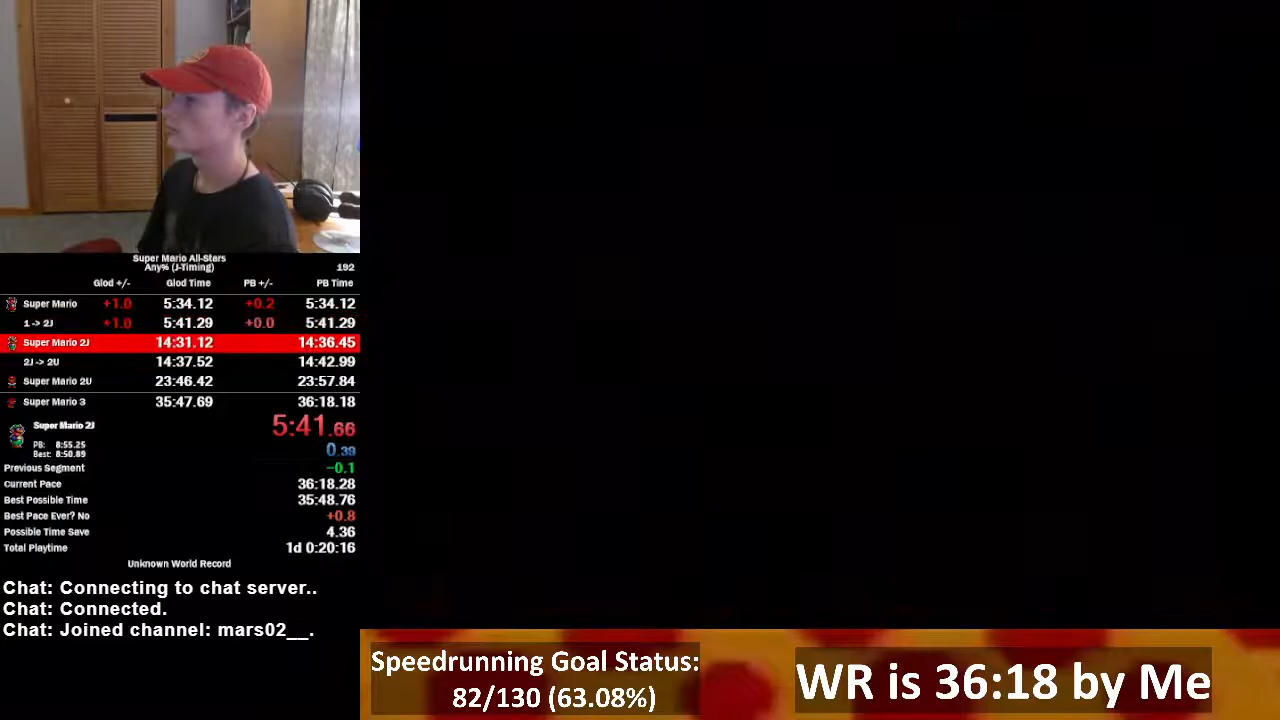 Super Mario All-Stars
Any% (J-Timing) 192
Glod +/- Glod Time PB +/- PB Time
Super Mario +1.0 5:34.12 +0.2 5:34.12
1 -> 2J +1.0 5:41.29 +0.0 5:41.29
Super Mario 2J 14:31.12 14:36.45
2J -> 2U 14:37.52 14:42.99
Super Mario 2U 23:46.42 23:57.84
Super Mario 3 35:47.69 36:18.18
Super Mario 2J 5:41.66
PB: 8:55.25
Best: 8:50.89 0.39
Previous Segment −0.1
Current Pace 36:18.28
Best Possible Time 35:48.76
Best Pace Ever? No +0.8
Possible Time Save 4.36
Total Playtime 1d 0:20:16
Unknown World Record
Chat: Connecting to chat server..
Chat: Connected.
Chat: Joined channel: mars02__.
Speedrunning Goal Status:
82/130 (63.08%)
WR is 36:18 by Me